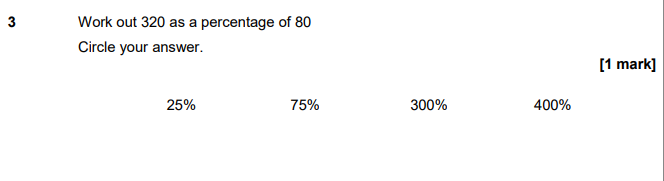 3 Work out 320 as a percentage of 80
Circle your answer.
[1 mark]
25% 75% 300% 400%